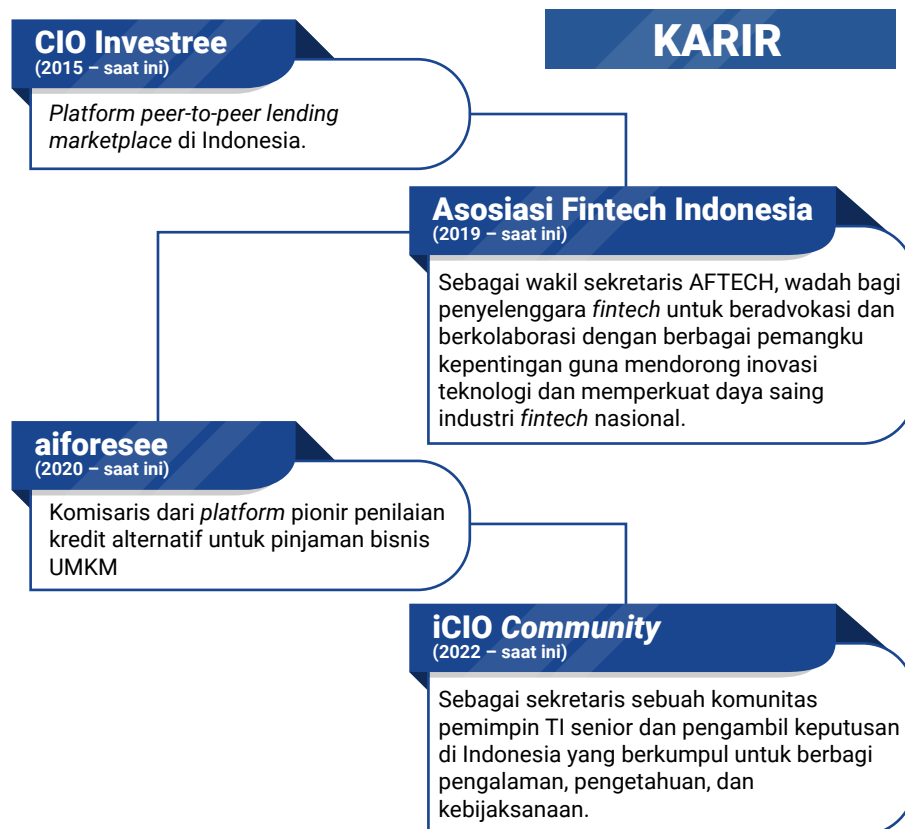 KARIR
CIO Investree
(2015 – saat ini)
Platform peer-to-peer lending
marketplace di Indonesia.
Asosiasi Fintech Indonesia
(2019 – saat ini)
Sebagai wakil sekretaris AFTECH, wadah bagi
penyelenggara fintech untuk beradvokasi dan
berkolaborasi dengan berbagai pemangku
kepentingan guna mendorong inovasi
teknologi dan memperkuat daya saing
industri fintech nasional.
aiforesee
(2020 – saat ini)
Komisaris dari platform pionir penilaian
kredit alternatif untuk pinjaman bisnis
UMKM
iCIO Community
(2022 – saat ini)
Sebagai sekretaris sebuah komunitas
pemimpin TI senior dan pengambil keputusan
di Indonesia yang berkumpul untuk berbagi
pengalaman, pengetahuan, dan
kebijaksanaan.